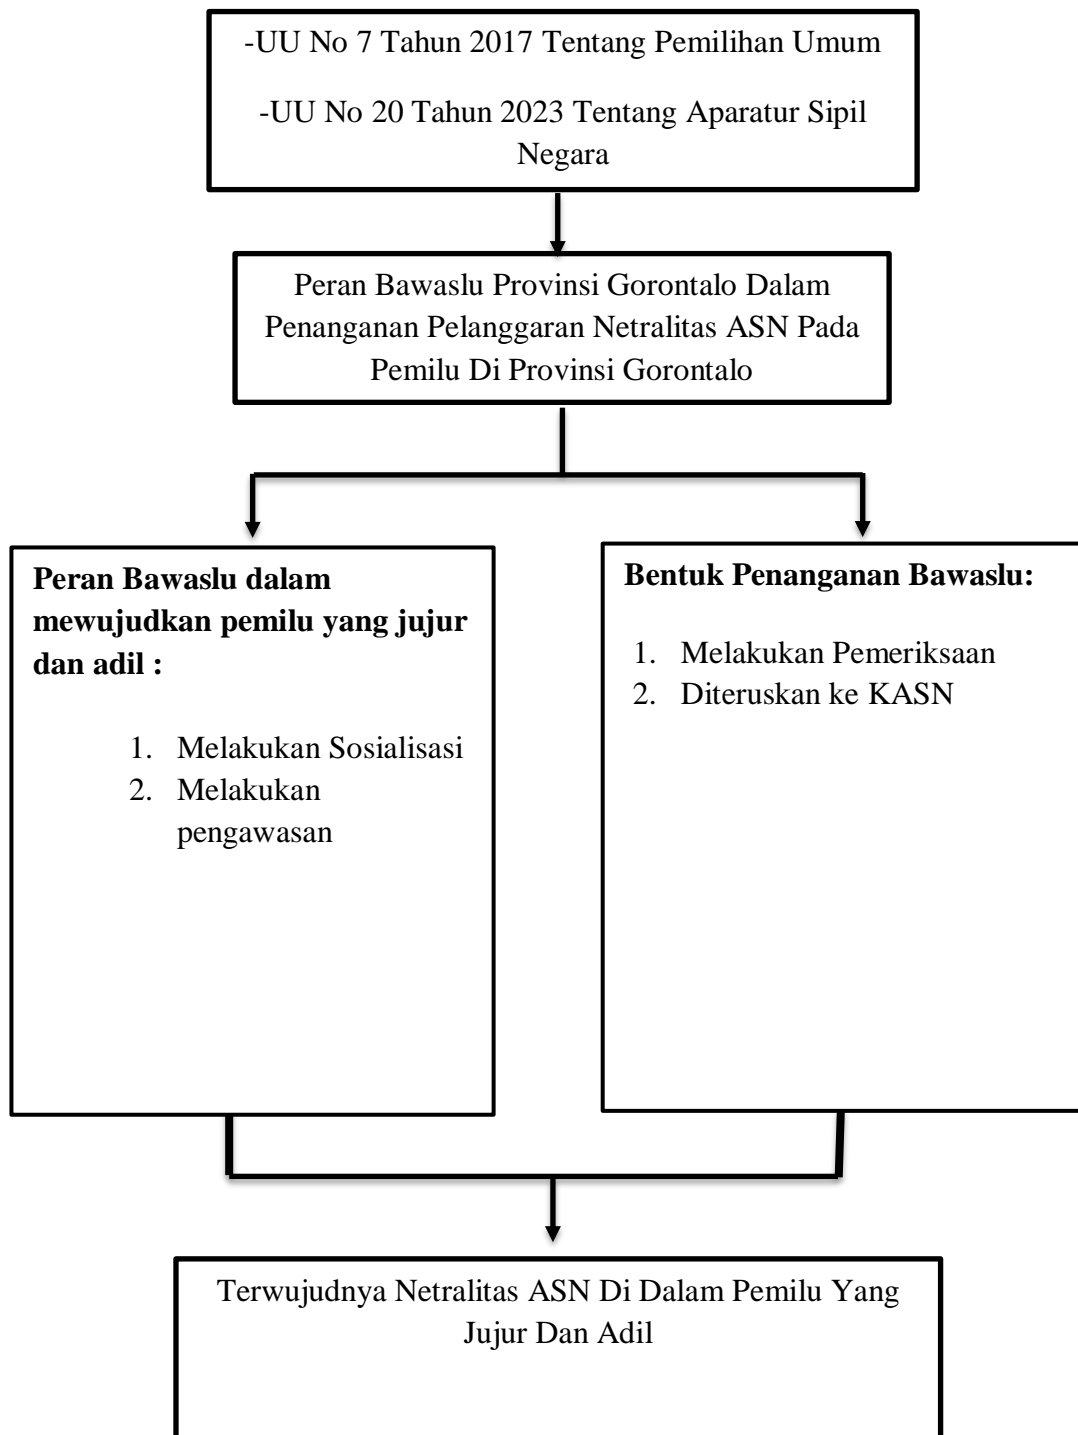 -UU No 7 Tahun 2017 Tentang Pemilihan Umum
-UU No 20 Tahun 2023 Tentang Aparatur Sipil
Negara
Peran Bawaslu Provinsi Gorontalo Dalam
Penanganan Pelanggaran Netralitas ASN Pada
Pemilu Di Provinsi Gorontalo
Peran Bawaslu dalam
mewujudkan pemilu yang jujur
dan adil :
1. Melakukan Sosialisasi
2. Melakukan
pengawasan
Bentuk Penanganan Bawaslu:
1. Melakukan Pemeriksaan
2. Diteruskan ke KASN
Terwujudnya Netralitas ASN Di Dalam Pemilu Yang
Jujur Dan Adil